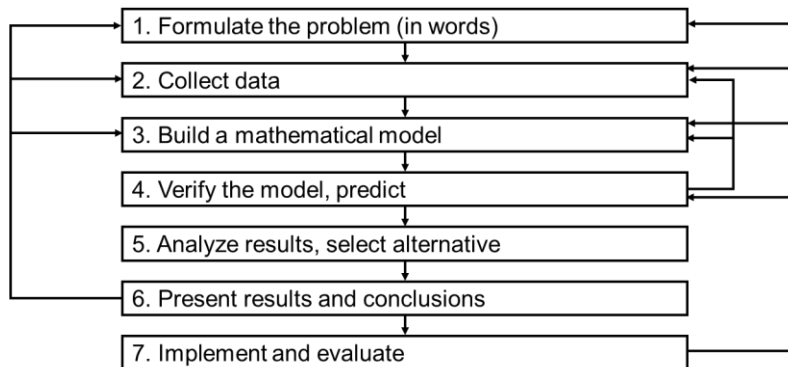 1. Formulate the problem (in words)
2. Collect data
3. Build a mathematical model
4. Verify the model, predict
5. Analyze results, select alternative
6. Present results and conclusions
7. Implement and evaluate